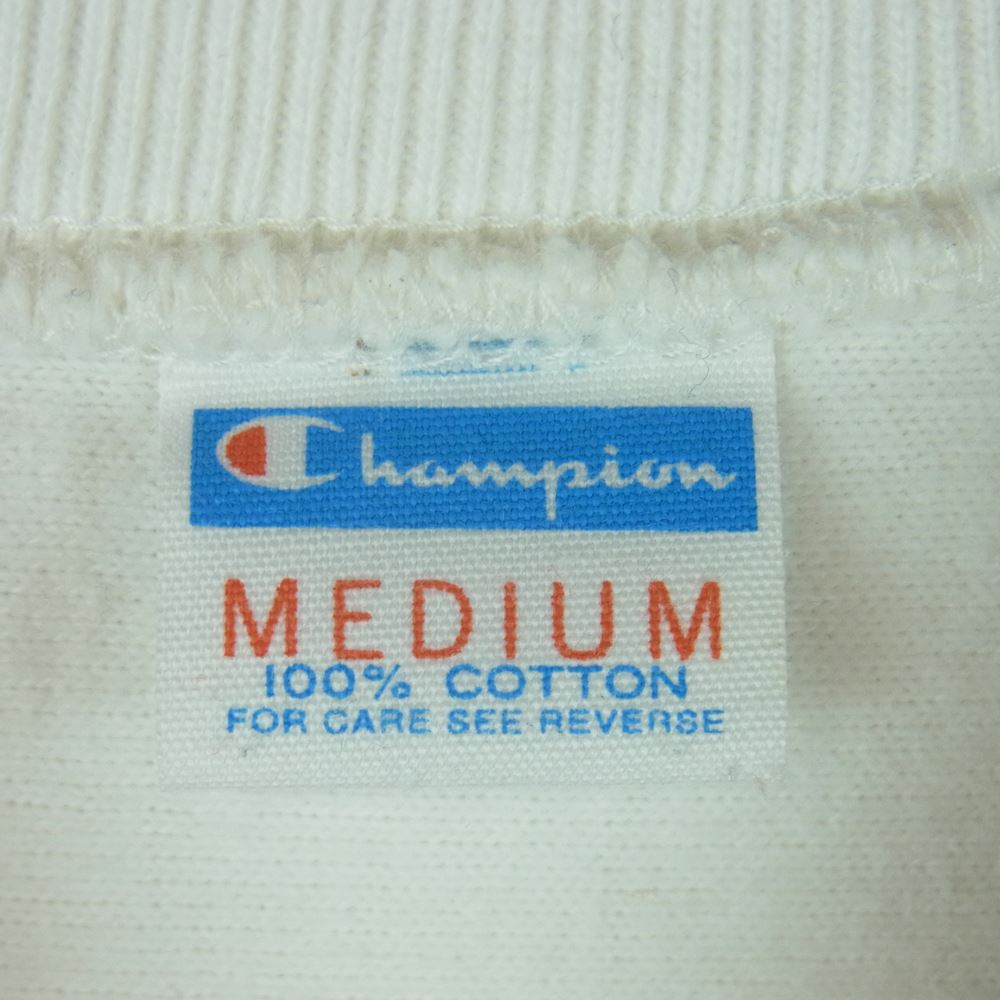 Champion
MEDIUM
100% COTTON
FOR CARE SEE REVERSE